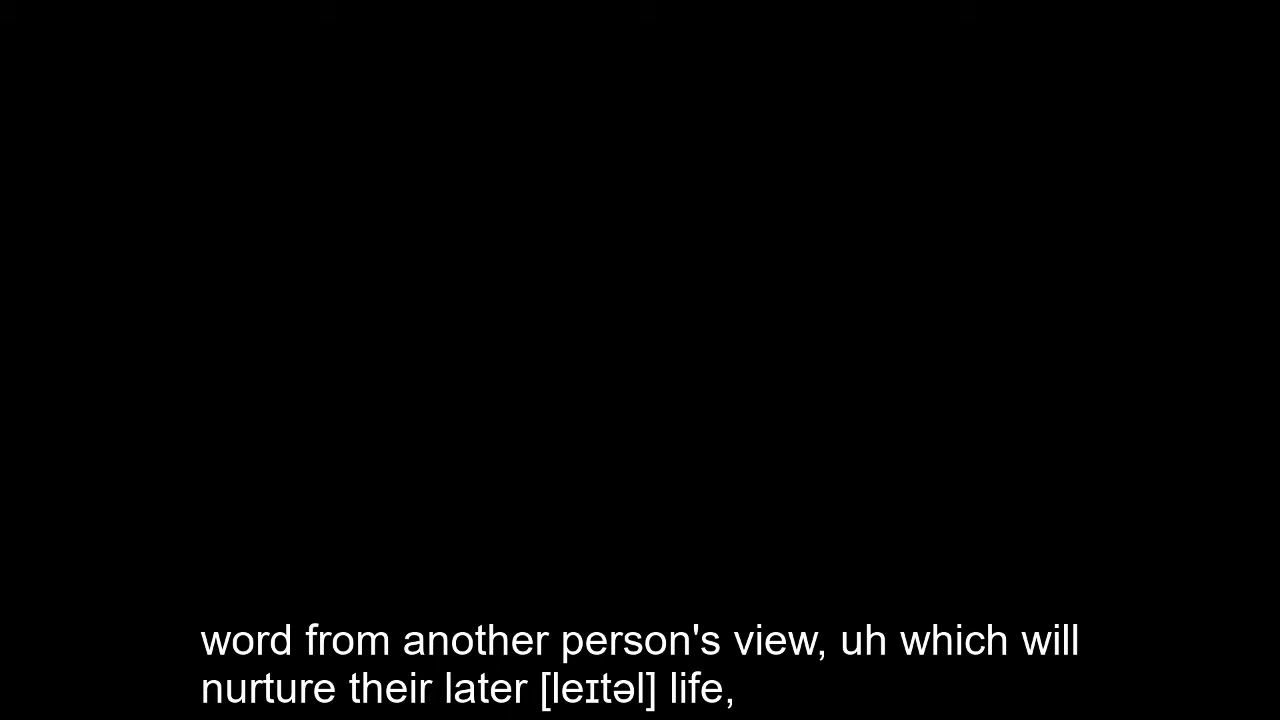 word from another person's view, uh which will
nurture their later [leɪtəl] life,